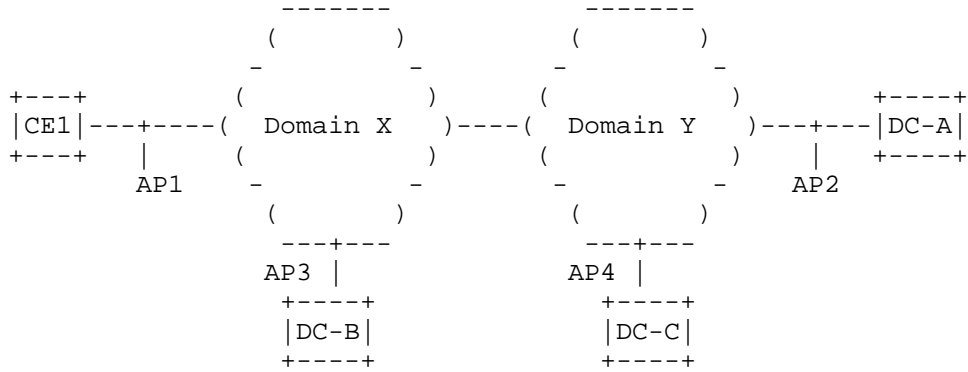 -------                -------
(       )              (       )
-         -            -         -
+---+ (           ) (           ) +----+
|CE1|---+----( Domain X )----( Domain Y )---+---|DC-A|
+---+ | (           ) (           ) | +----+
AP1 -         - -         - AP2
(       ) (       )
---+--- ---+---
AP3 | AP4 |
+----+ +----+
|DC-B| |DC-C|
+----+ +----+